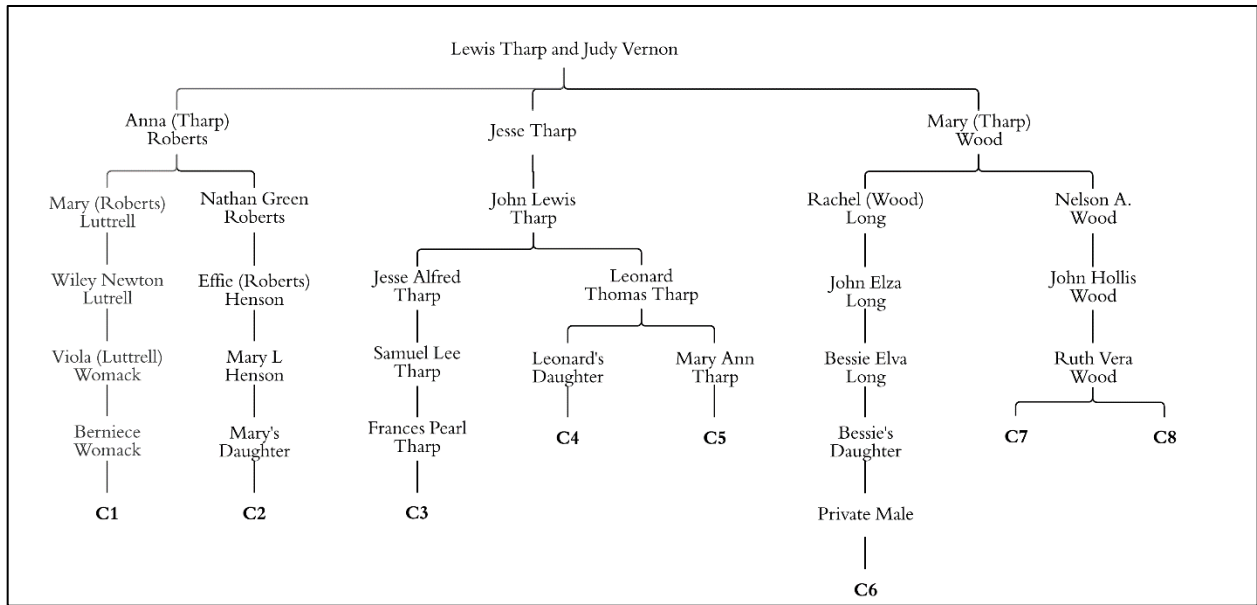 Lewis Tharp and Judy Vernon
Anna (Tharp)
Roberts
Jesse Tharp
Mary (Tharp)
Wood
Mary (Roberts)
Luttrell
Nathan Green
Roberts
John Lewis
Tharp
Rachel (Wood)
Long
Nelson A.
Wood
Wiley Newton
Lutrell
Effie (Roberts)
Henson
Jesse Alfred
Tharp
Leonard
Thomas Tharp
John Elza
Long
John Hollis
Wood
Viola (Luttrell)
Womack
Mary L
Henson
Samuel Lee
Tharp
Leonard's
Daughter
Mary Ann
Tharp
Bessie Elva
Long
Ruth Vera
Wood
Berniece
Womack
Mary's
Daughter
Frances Pearl
Tharp
C4
C5
Bessie's
Daughter
C7
C8
C1
C2
C3
Private Male
C6